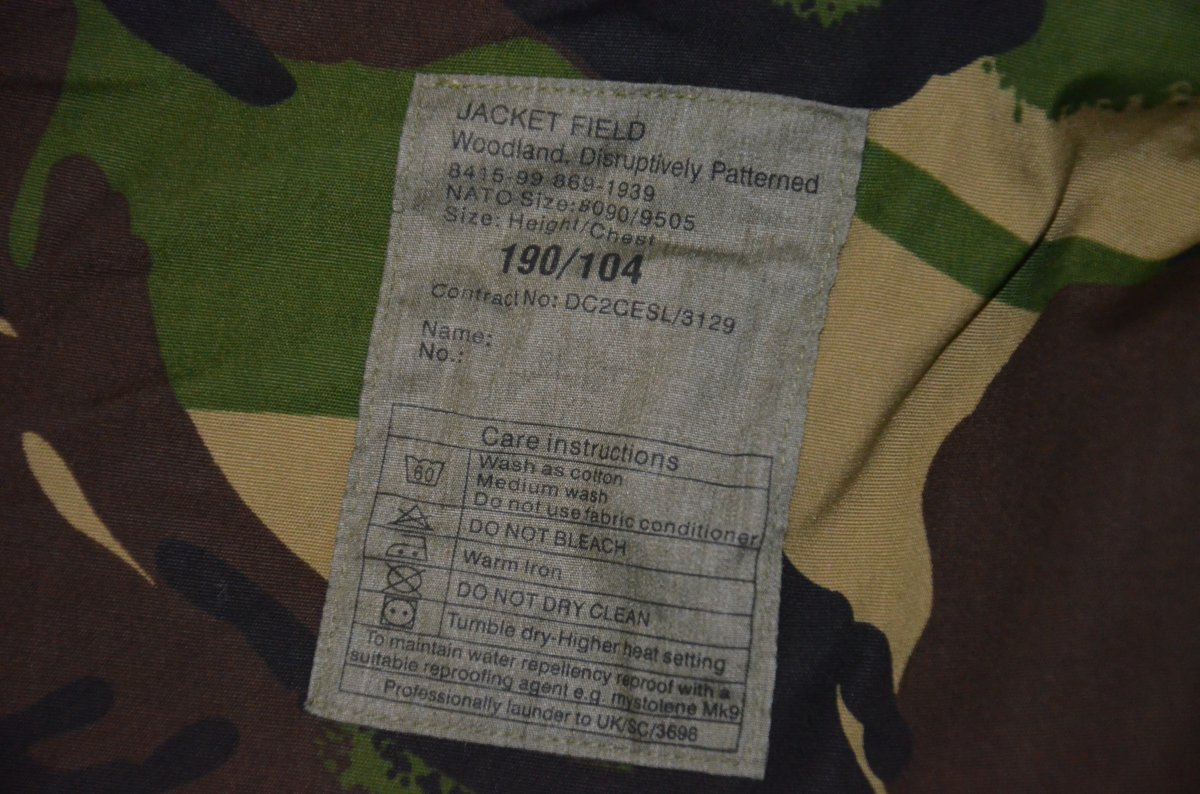 JACKET FIELD
Woodland. Disruptively Patterned
8415-99-869-1939
NATO Size:8090/9505
Size: Height/Chest
190/104
Contract No: DC2CESL/3129
Name:
No.:
Care instructions
60
Wash as cotton
Medium wash
Do not use fabric conditioner
DO NOT BLEACH
Warm Iron
DO NOT DRY CLEAN
Tumble dry-Higher heat setting
To maintain water repellency reproof with a
suitable reproofing agent e.g. mystolene Mk9
Professionally launder to UK/SC/3698